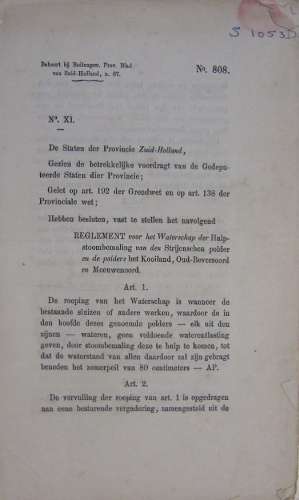 S 1053 D
Behoort bij Buitengew. Prov. Blad
van Zuid-Holland, n. 67.
No. 808.
No. XI.
De Staten der Provincie Zuid-Holland,
Gezien de betrekkelijke voordragt van de Gedepu-
teerde Staten dier Provincie;
Gelet op art. 192 der Grondwet en op art. 138 der
Provinciale wet;
Hebben besloten, vast te stellen het navolgend
REGLEMENT voor het Waterschap der Hulp-
stoombemaling van den Strijenschen polder
en de polders het Kooiland, Oud-Beversoord
en Meeuwenoord.
Art. 1.
De roeping van het Waterschap is wanneer de
bestaande sluizen of andere werken, waardoor de in
den hoofde dezes genoemde polders — elk uit den
zijnen — wateren, geen voldoende waterontlasting
geven, door stoombemaling deze te hulp te komen, tot
dat de waterstand van allen daardoor zal zijn gebragt
beneden het zomerpeil van 80 centimeters — AP.
Art. 2.
De vervulling der roeping van art. 1 is opgedragen
aan eene besturende vergadering, zamengesteld uit de